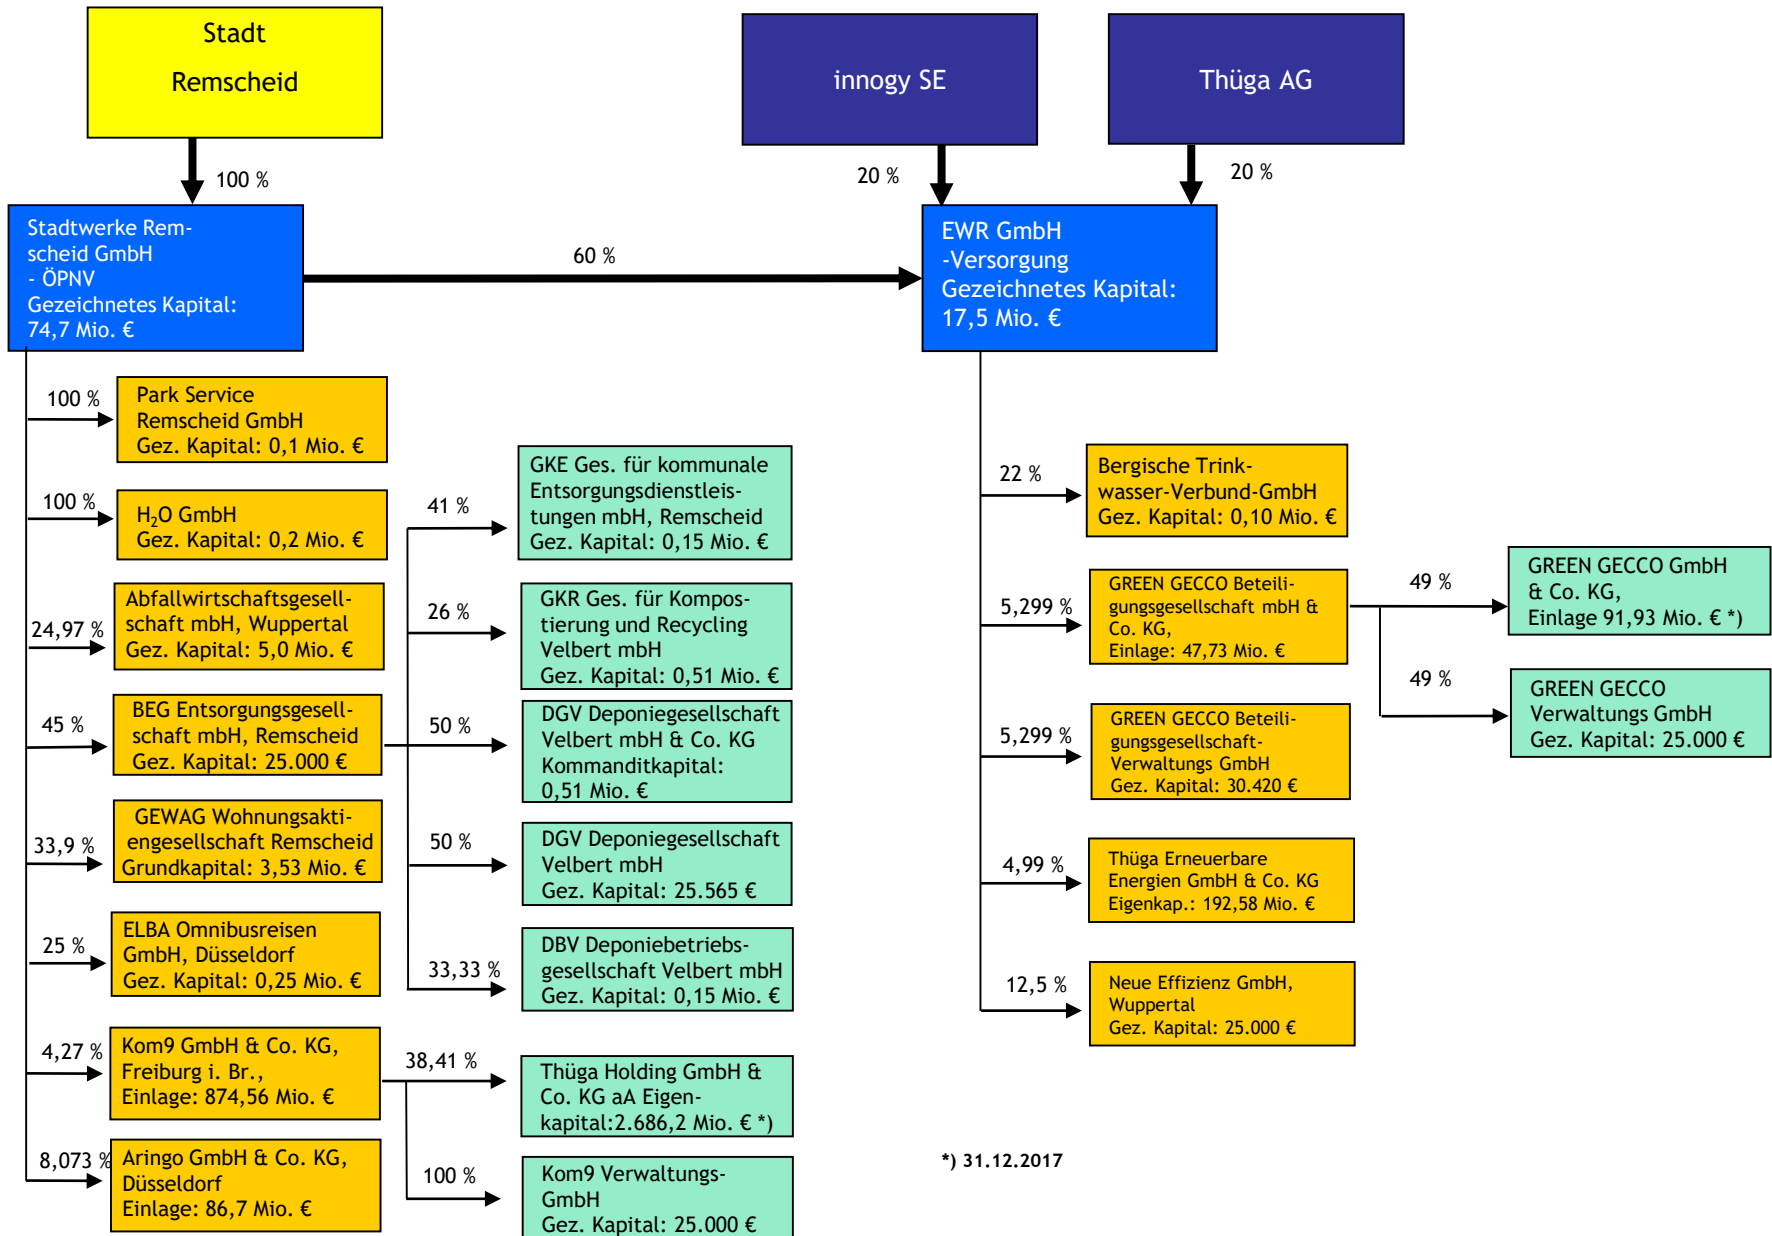 Stadt
Remscheid
innogy SE
Thüga AG
100 %
20 %
20 %
Stadtwerke Rem-
scheid GmbH
- ÖPNV
Gezeichnetes Kapital:
74,7 Mio. €
60 %
EWR GmbH
-Versorgung
Gezeichnetes Kapital:
17,5 Mio. €
100 %
Park Service
Remscheid GmbH
Gez. Kapital: 0,1 Mio. €
100 %
H₂O GmbH
Gez. Kapital: 0,2 Mio. €
24,97 %
Abfallwirtschaftsgesell-
schaft mbH, Wuppertal
Gez. Kapital: 5,0 Mio. €
45 %
BEG Entsorgungsgesell-
schaft mbH, Remscheid
Gez. Kapital: 25.000 €
33,9 %
GEWAG Wohnungsakti-
engesellschaft Remscheid
Grundkapital: 3,53 Mio. €
25 %
ELBA Omnibusreisen
GmbH, Düsseldorf
Gez. Kapital: 0,25 Mio. €
4,27 %
Kom9 GmbH & Co. KG,
Freiburg i. Br.,
Einlage: 874,56 Mio. €
8,073 %
Aringo GmbH & Co. KG,
Düsseldorf
Einlage: 86,7 Mio. €
41 %
GKE Ges. für kommunale
Entsorgungsdienstleis-
tungen mbH, Remscheid
Gez. Kapital: 0,15 Mio. €
26 %
GKR Ges. für Kompos-
tierung und Recycling
Velbert mbH
Gez. Kapital: 0,51 Mio. €
50 %
DGV Deponiegesellschaft
Velbert mbH & Co. KG
Kommanditkapital:
0,51 Mio. €
50 %
DGV Deponiegesellschaft
Velbert mbH
Gez. Kapital: 25.565 €
33,33 %
DBV Deponiebetriebs-
gesellschaft Velbert mbH
Gez. Kapital: 0,15 Mio. €
38,41 %
Thüga Holding GmbH &
Co. KG aA Eigen-
kapital:2.686,2 Mio. € *)
100 %
Kom9 Verwaltungs-
GmbH
Gez. Kapital: 25.000 €
22 %
Bergische Trink-
wasser-Verbund-GmbH
Gez. Kapital: 0,10 Mio. €
5,299 %
GREEN GECCO Beteili-
gungsgesellschaft mbH &
Co. KG,
Einlage: 47,73 Mio. €
5,299 %
GREEN GECCO Beteili-
gungsgesellschaft-
Verwaltungs GmbH
Gez. Kapital: 30.420 €
4,99 %
Thüga Erneuerbare
Energien GmbH & Co. KG
Eigenkap.: 192,58 Mio. €
12,5 %
Neue Effizienz GmbH,
Wuppertal
Gez. Kapital: 25.000 €
49 %
GREEN GECCO GmbH
& Co. KG,
Einlage 91,93 Mio. € *)
49 %
GREEN GECCO
Verwaltungs GmbH
Gez. Kapital: 25.000 €
*) 31.12.2017